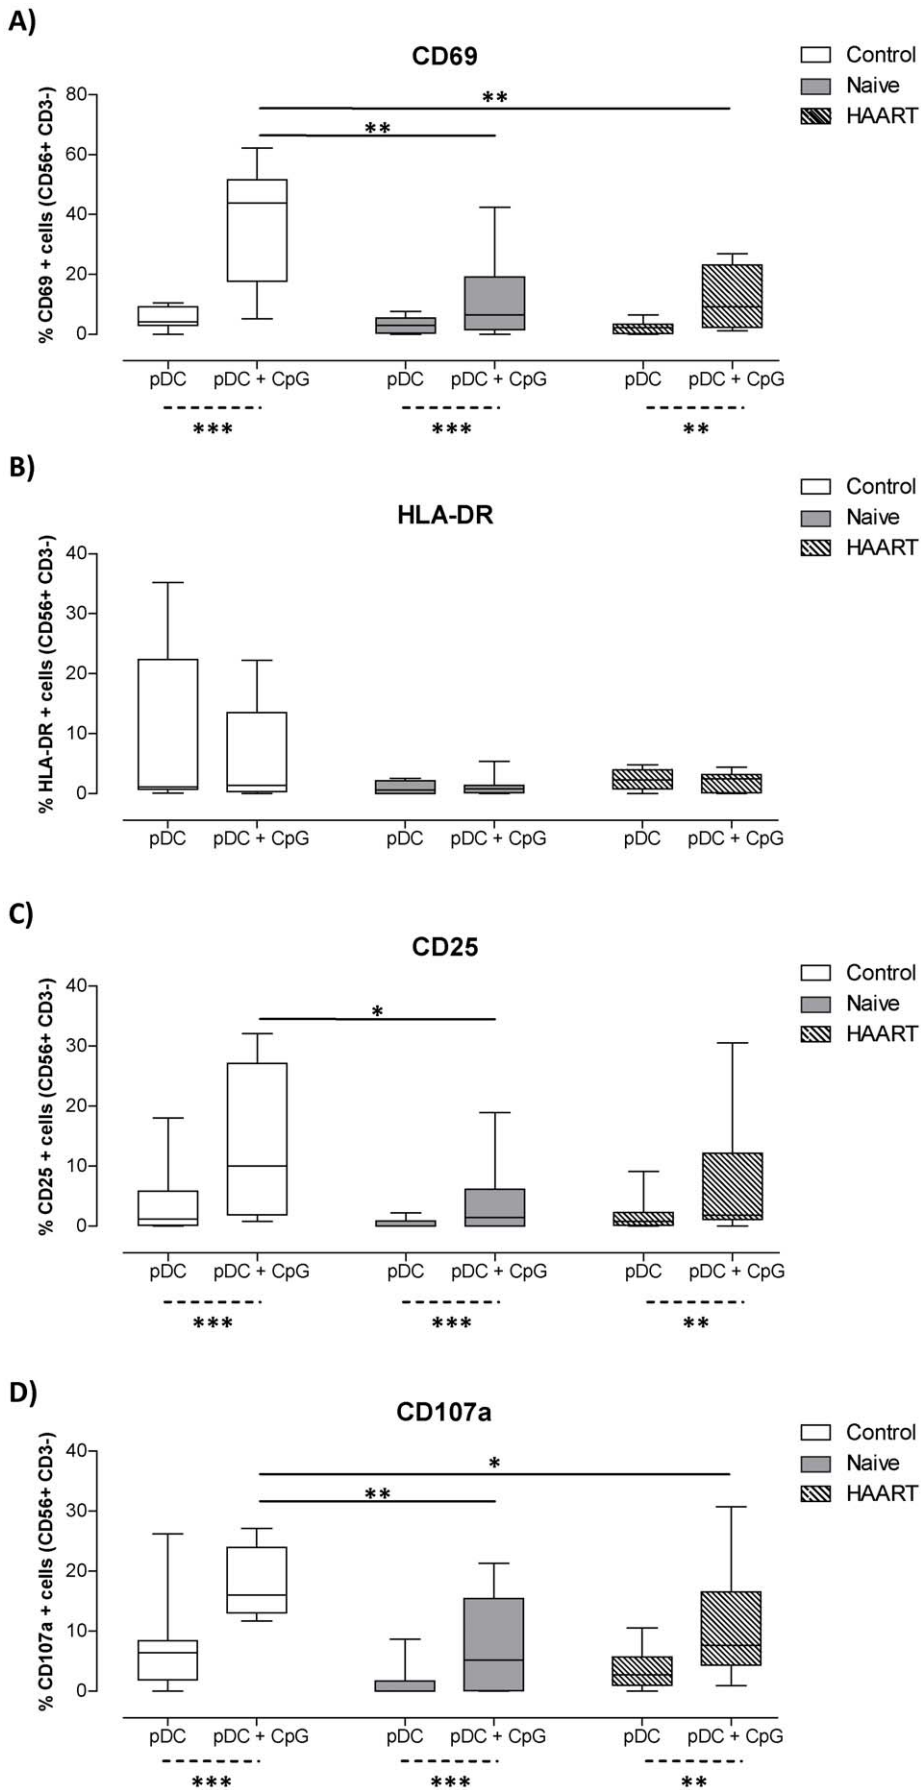 A)
CD69
Control
Naive
HAART
% CD69 + cells (CD56+ CD3-)
80
60
40
20
0
**
**
pDC pDC + CpG pDC pDC + CpG pDC pDC + CpG
*** *** **
B)
HLA-DR
Control
Naive
HAART
% HLA-DR + cells (CD56+ CD3-)
40
30
20
10
0
pDC pDC + CpG pDC pDC + CpG pDC pDC + CpG
C)
CD25
Control
Naive
HAART
% CD25 + cells (CD56+ CD3-)
40
30
20
10
0
*
pDC pDC + CpG pDC pDC + CpG pDC pDC + CpG
*** *** **
D)
CD107a
Control
Naive
HAART
% CD107a + cells (CD56+ CD3-)
40
30
20
10
0
*
**
pDC pDC + CpG pDC pDC + CpG pDC pDC + CpG
*** *** **